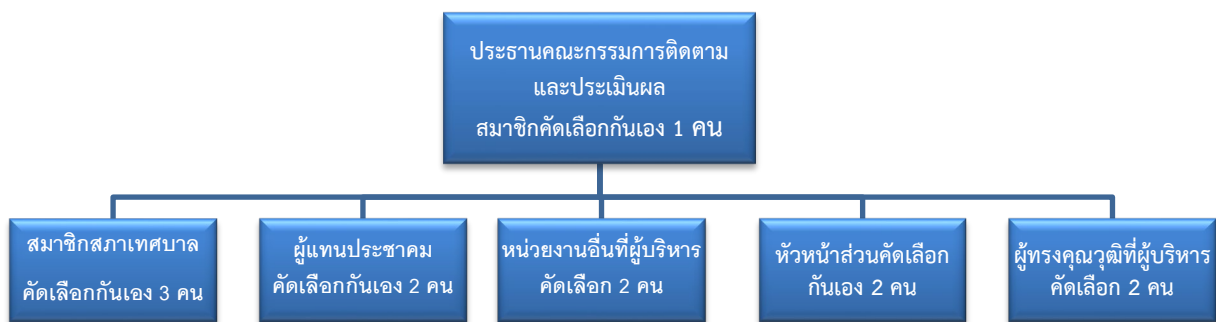 ประธานคณะกรรมการติดตาม
และประเมินผล
สมาชิกคัดเลือกกันเอง 1 คน
สมาชิกสภาเทศบาล
คัดเลือกกันเอง 3 คน
ผู้แทนประชาคม
คัดเลือกกันเอง 2 คน
หน่วยงานอื่นที่ผู้บริหาร
คัดเลือก 2 คน
หัวหน้าส่วนคัดเลือก
กันเอง 2 คน
ผู้ทรงคุณวุฒิที่ผู้บริหาร
คัดเลือก 2 คน